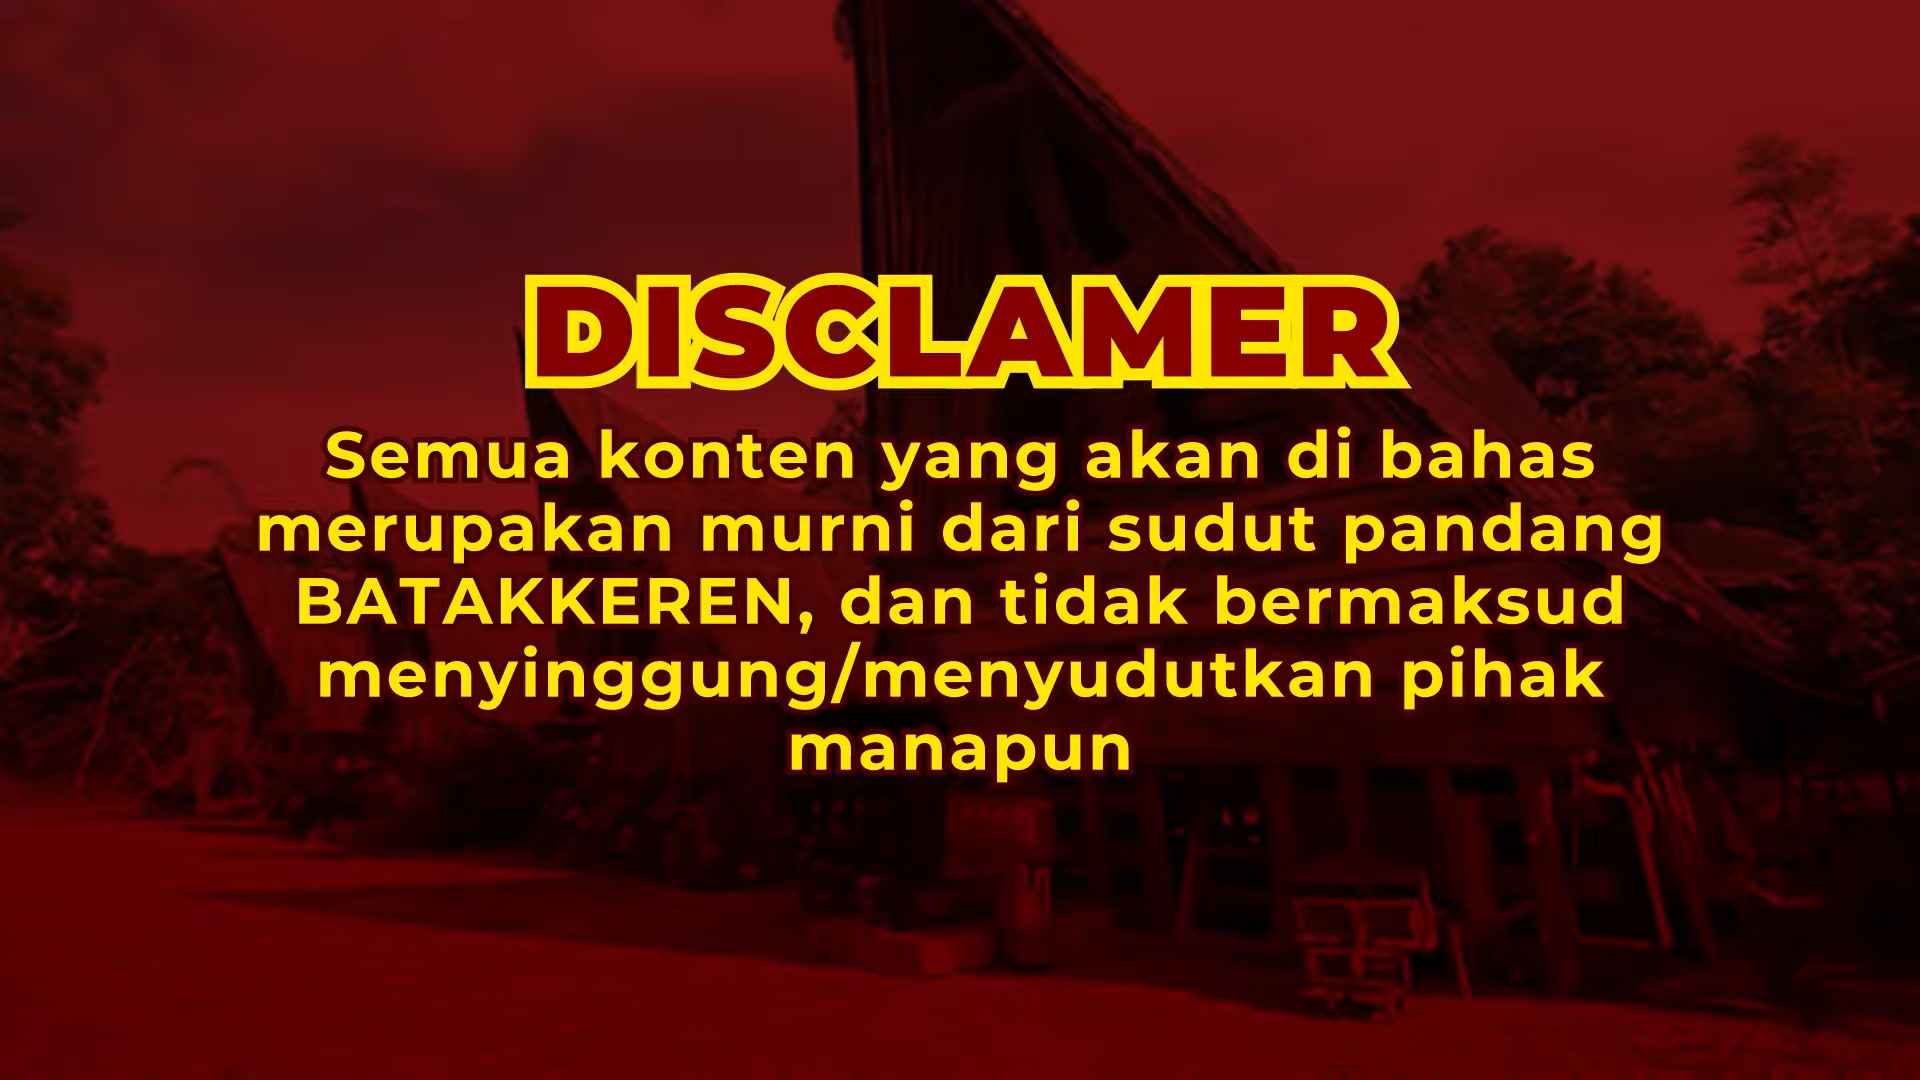 DISCLAMER
Semua konten yang akan di bahas
merupakan murni dari sudut pandang
BATAKKEREN, dan tidak bermaksud
menyinggung/menyudutkan pihak
manapun